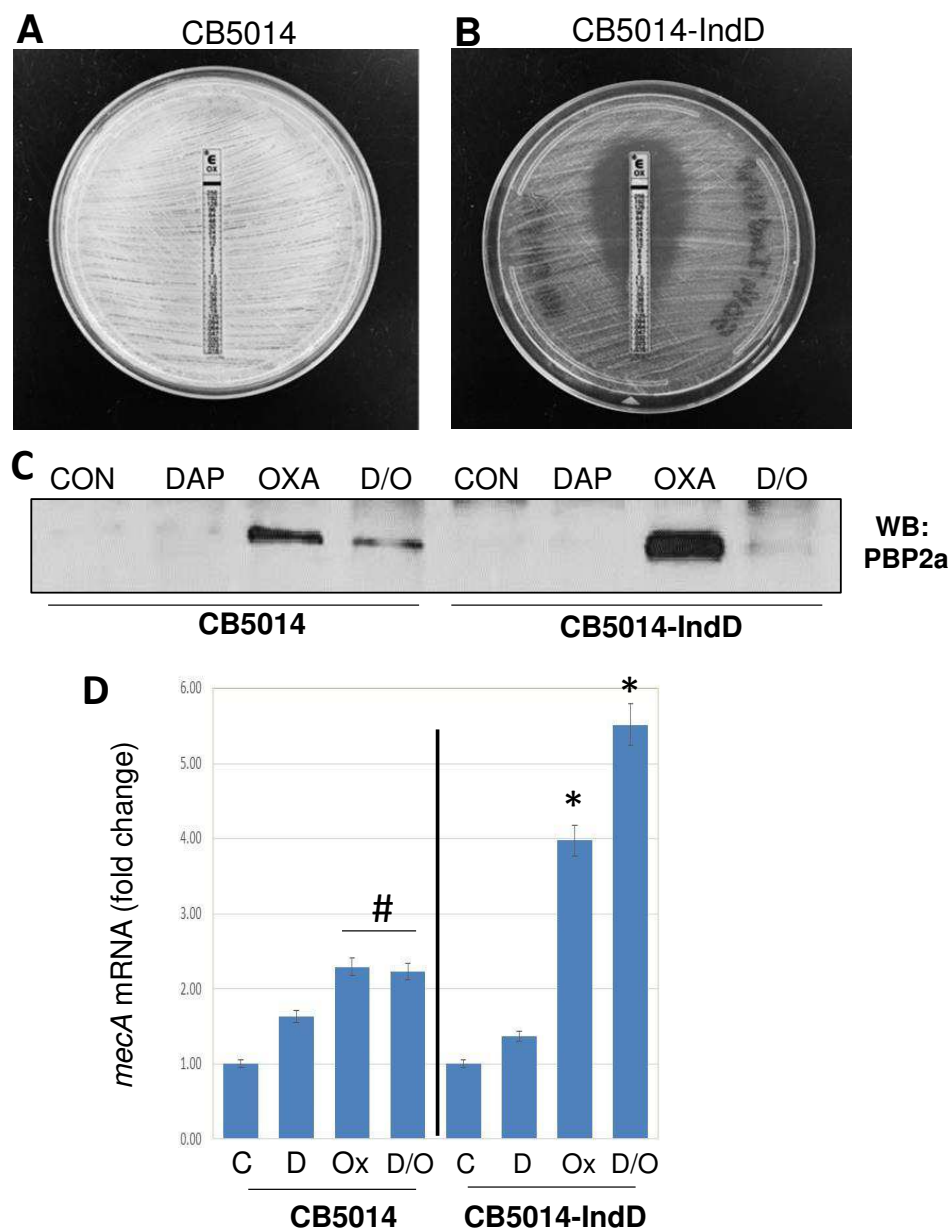 A
CB5014
B
CB5014-IndD
E
OX
E
OX
C
CON DAP OXA D/O CON DAP OXA D/O
WB:
PBP2a
CB5014 CB5014-IndD
D
mecA mRNA (fold change)
6.00
5.00
4.00
3.00
2.00
1.00
0.00
#
*
*
C D Ox D/O C D Ox D/O
CB5014 CB5014-IndD